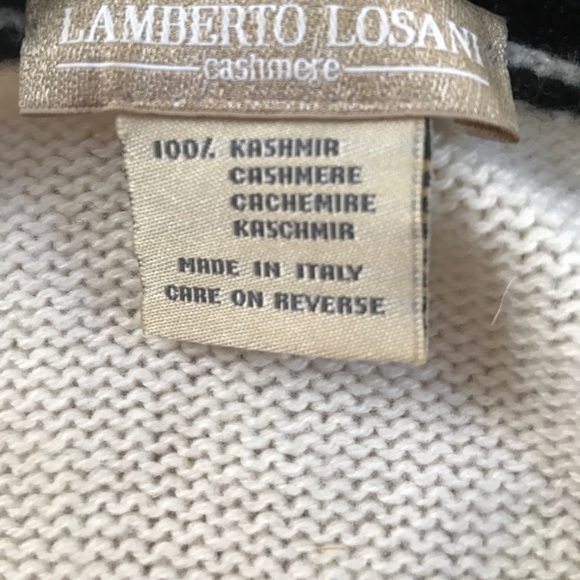 LAMBERTO LOSANI
cashmere
100% KASHMIR
CASHMERE
CACHEMIRE
KASCHMIR
MADE IN ITALY
CARE ON REVERSE